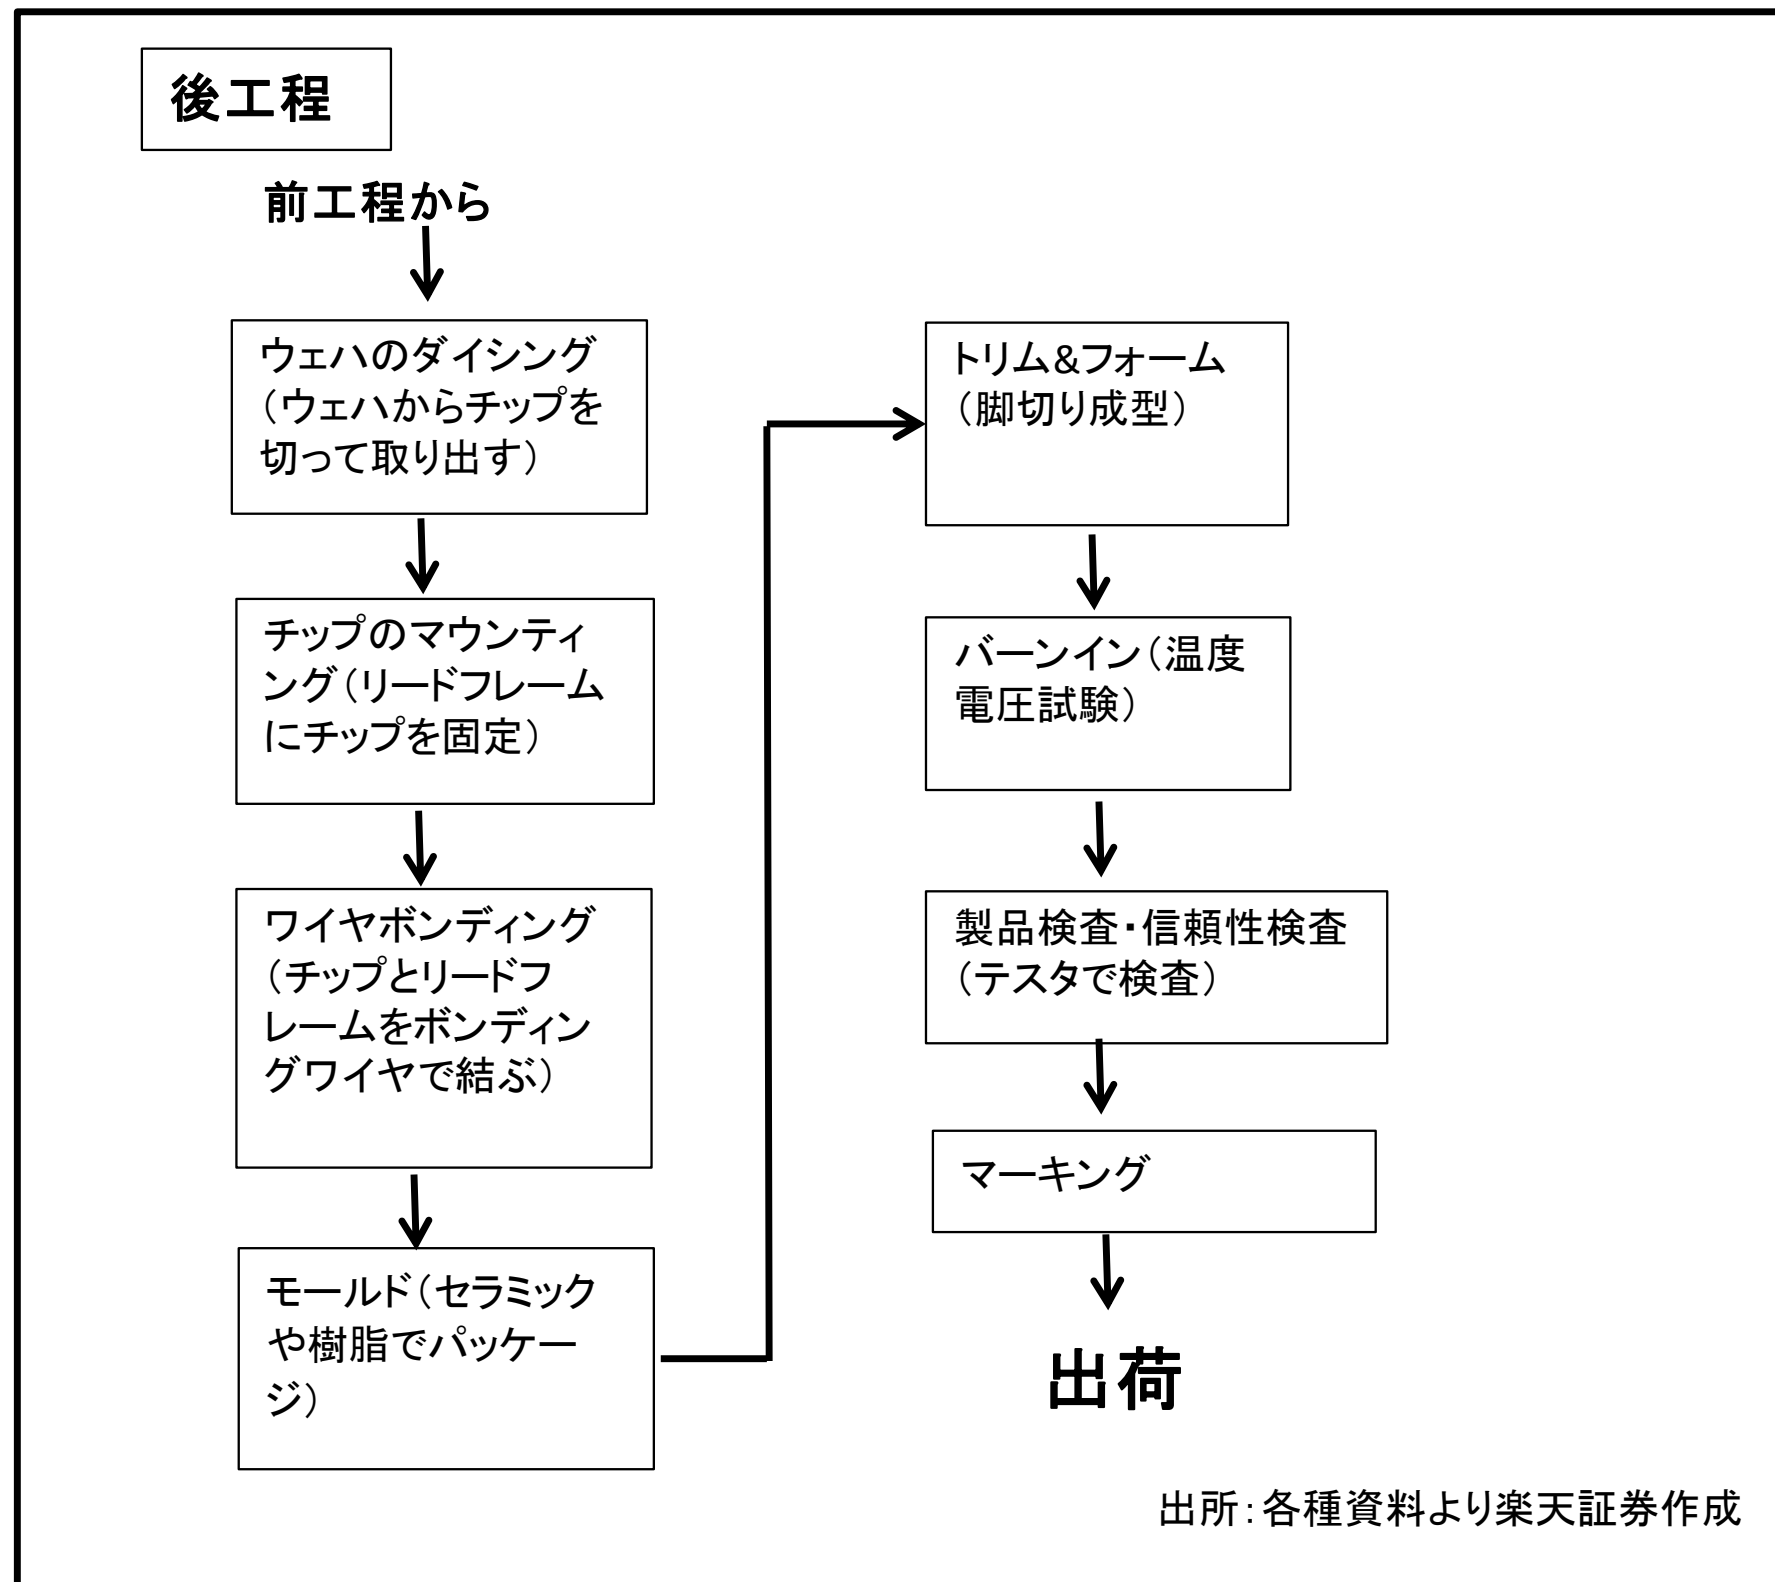 後工程
前工程から
ウェハのダイシング
（ウェハからチップを
切って取り出す）
チップのマウンティ
ング（リードフレーム
にチップを固定）
ワイヤボンディング
（チップとリードフ
レームをボンディン
グワイヤで結ぶ）
モールド（セラミック
や樹脂でパッケー
ジ）
トリム&フォーム
（脚切り成型）
バーンイン（温度
電圧試験）
製品検査・信頼性検査
（テスタで検査）
マーキング
出荷
出所：各種資料より楽天証券作成